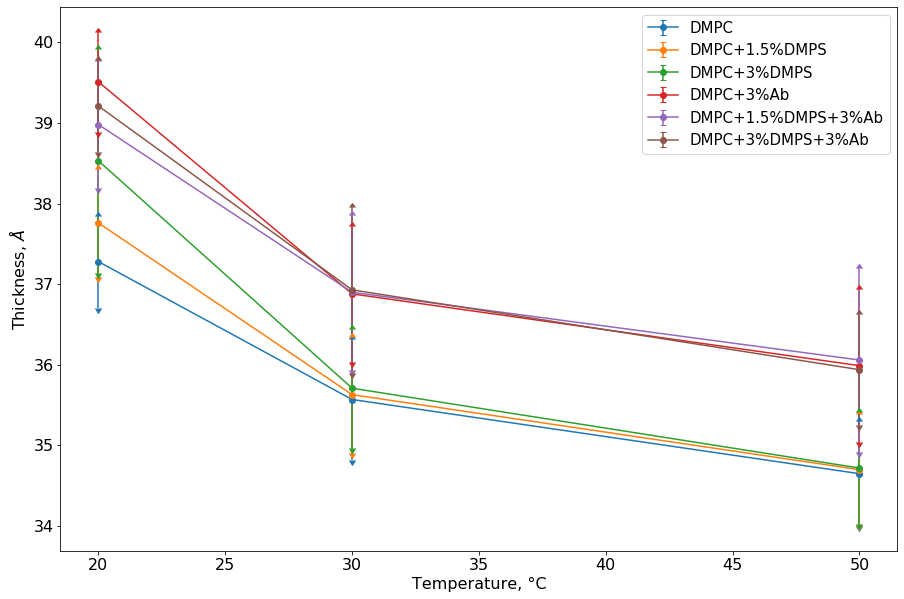 DMPC
DMPC+1.5%DMPS
DMPC+3%DMPS
DMPC+3%Ab
DMPC+1.5%DMPS+3%Ab
DMPC+3%DMPS+3%Ab
Thickness, Å
40
39
38
37
36
35
34
20 25 30 35 40 45 50
Temperature, °C